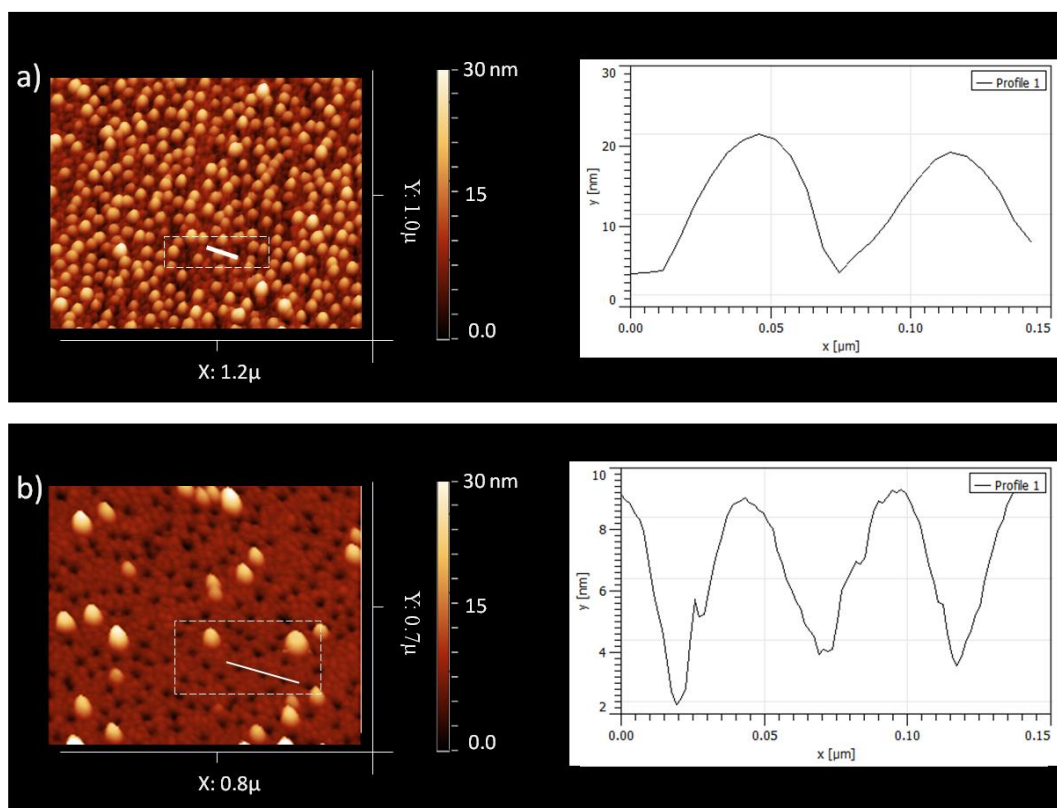 a)
30 nm
15
0.0
Y: 1.0μ
X: 1.2μ
Profile 1
y [nm]
30
20
10
0
0.00 0.05 0.10 0.15
x [μm]
b)
30 nm
15
0.0
Y: 0.7μ
X: 0.8μ
Profile 1
y [nm]
10
8
6
4
2
0.00 0.05 0.10 0.15
x [μm]